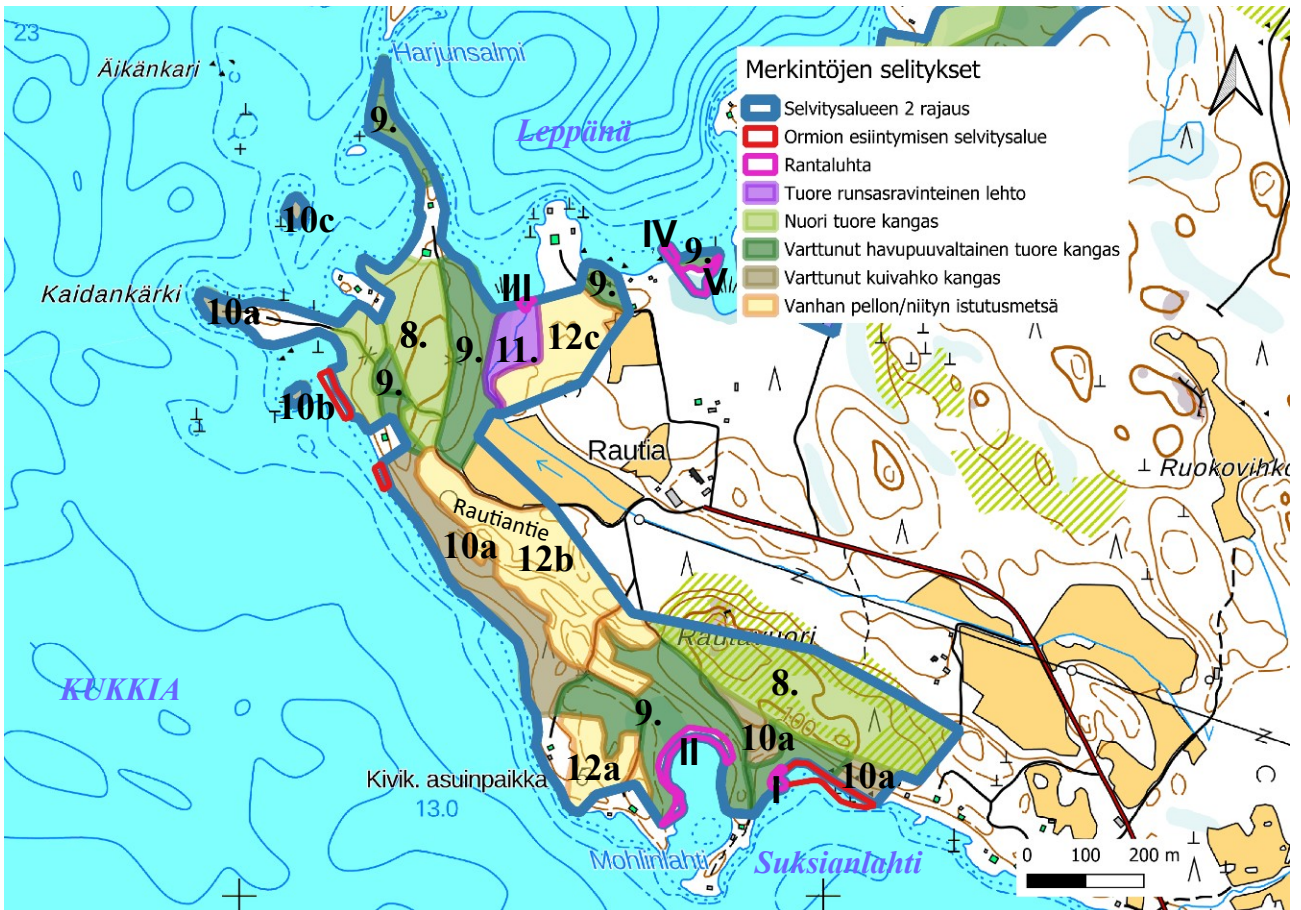 23
Harjunsalmi
Äikänkari
Leppänä
Merkintöjen selitykset
Selvitysalueen 2 rajaus
Ormion esiintymisen selvitysalue
Rantaluhta
Tuore runsasravinteinen lehto
Nuori tuore kangas
Varttunut havupuuvaltainen tuore kangas
Varttunut kuivahko kangas
Vanhan pellon/niityn istutusmetsä
9.
10c
IV
9.
V
Kaidankärki
10a
III
9.
8.
9.
11.
12c
9.
10b
Rautia
Ruokovihko
Rautiantie
10a
12b
Z
Rautavuori
KUKKIA
8.
9.
100
10a
II
12a
I
10a
Kivik. asuinpaikka
13.0
Z
Mohlinlahti
Suksianlahti
0 100 200 m